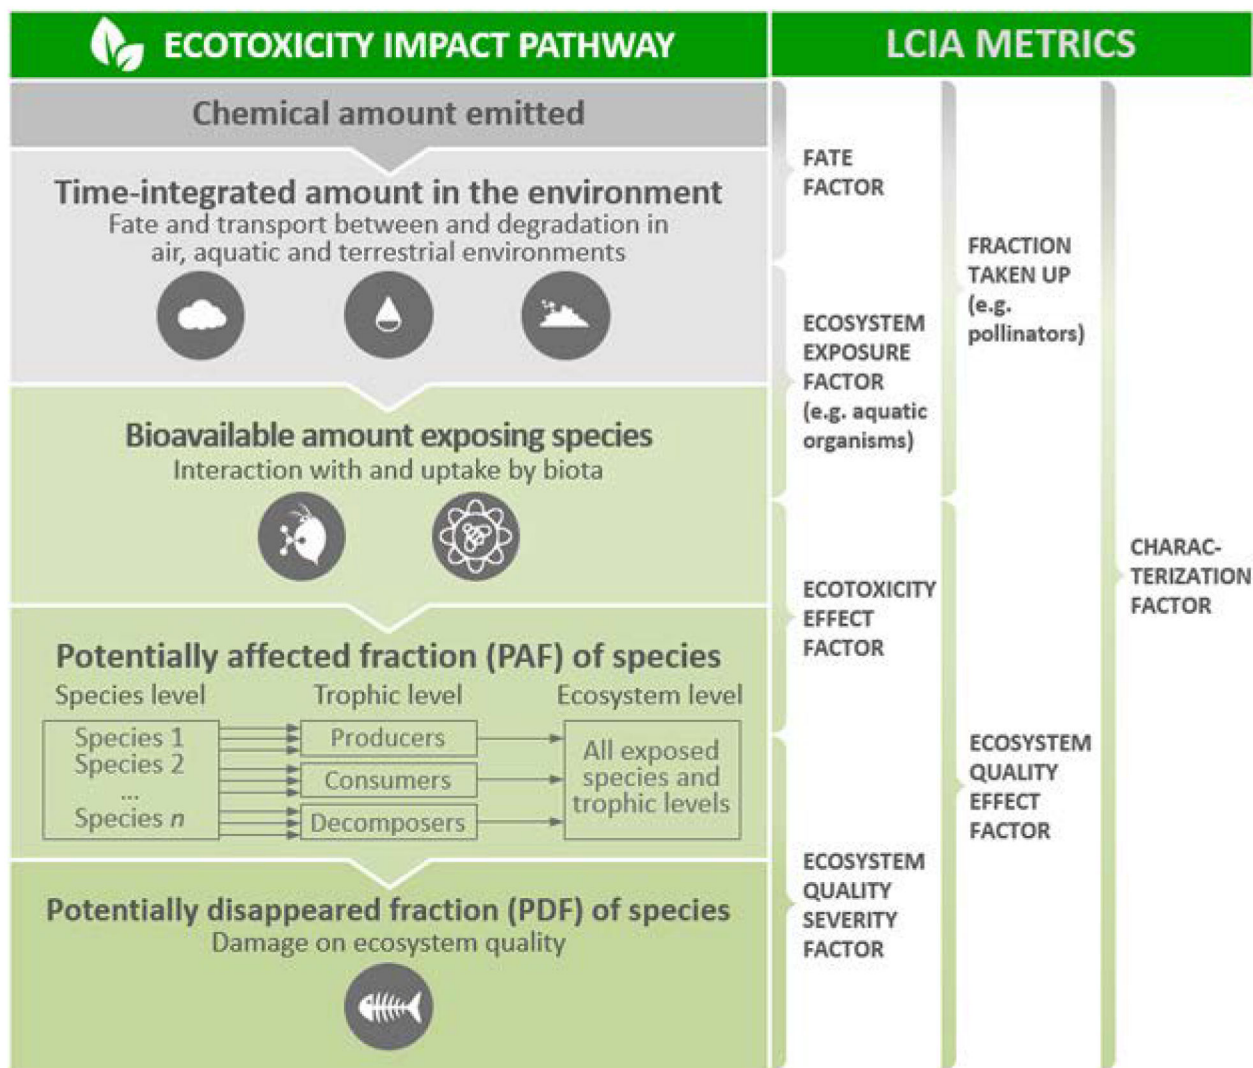 ECOTOXICITY IMPACT PATHWAY
LCIA METRICS
Chemical amount emitted
Time-integrated amount in the environment
Fate and transport between and degradation in
air, aquatic and terrestrial environments
Bioavailable amount exposing species
Interaction with and uptake by biota
Potentially affected fraction (PAF) of species
Species level
Trophic level
Ecosystem level
Species 1
Species 2
...
Species n
Producers
Consumers
Decomposers
All exposed
species and
trophic levels
Potentially disappeared fraction (PDF) of species
Damage on ecosystem quality
FATE
FACTOR
ECOSYSTEM
EXPOSURE
FACTOR
(e.g. aquatic
organisms)
ECOTOXICITY
EFFECT
FACTOR
ECOSYSTEM
QUALITY
SEVERITY
FACTOR
FRACTION
TAKEN UP
(e.g.
pollinators)
ECOSYSTEM
QUALITY
EFFECT
FACTOR
CHARAC-
TERIZATION
FACTOR